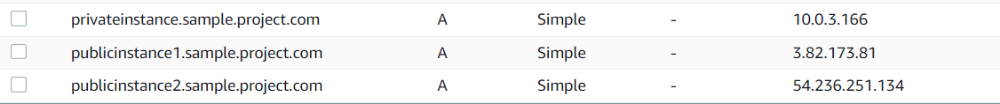 privateinstance.sample.project.com A Simple - 10.0.3.166
publicinstance1.sample.project.com A Simple - 3.82.173.81
publicinstance2.sample.project.com A Simple - 54.236.251.134